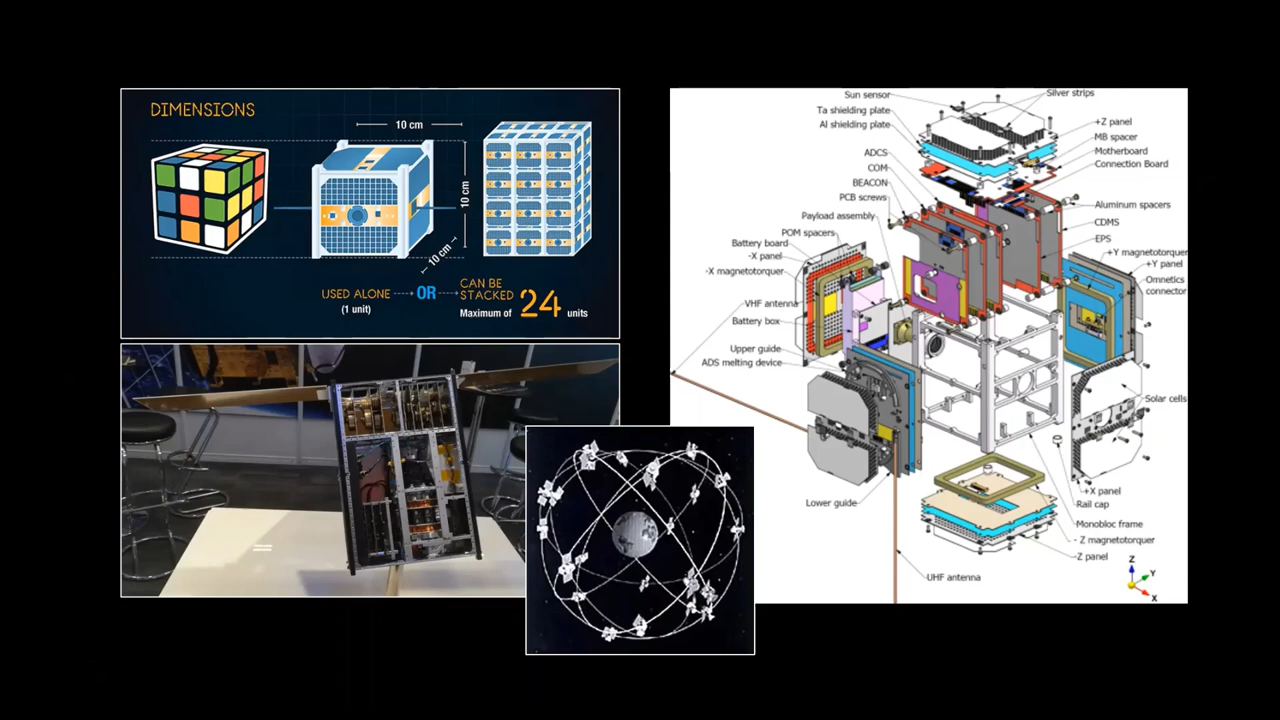 DIMENSIONS
10 cm
10 cm
10 cm
USED ALONE
(1 unit)
OR
CAN BE
STACKED
Maximum of 24 units
Sun sensor
Ta shielding plate
Al shielding plate
ADCS
COM
BEACON
PCB screws
Payload assembly
POM spacers
Battery board
-X panel
-X magnetotorquer
VHF antenna
Battery box
Upper guide
ADS melting device
Lower guide
UHF antenna
Silver strips
+Z panel
MB spacer
Motherboard
Connection Board
Aluminum spacers
CDMS
EPS
+Y magnetotorquer
+Y panel
Omnetics
connector
Solar cells
+X panel
Rail cap
Monobloc frame
- Z magnetotorquer
-Z panel
Z
Y
X